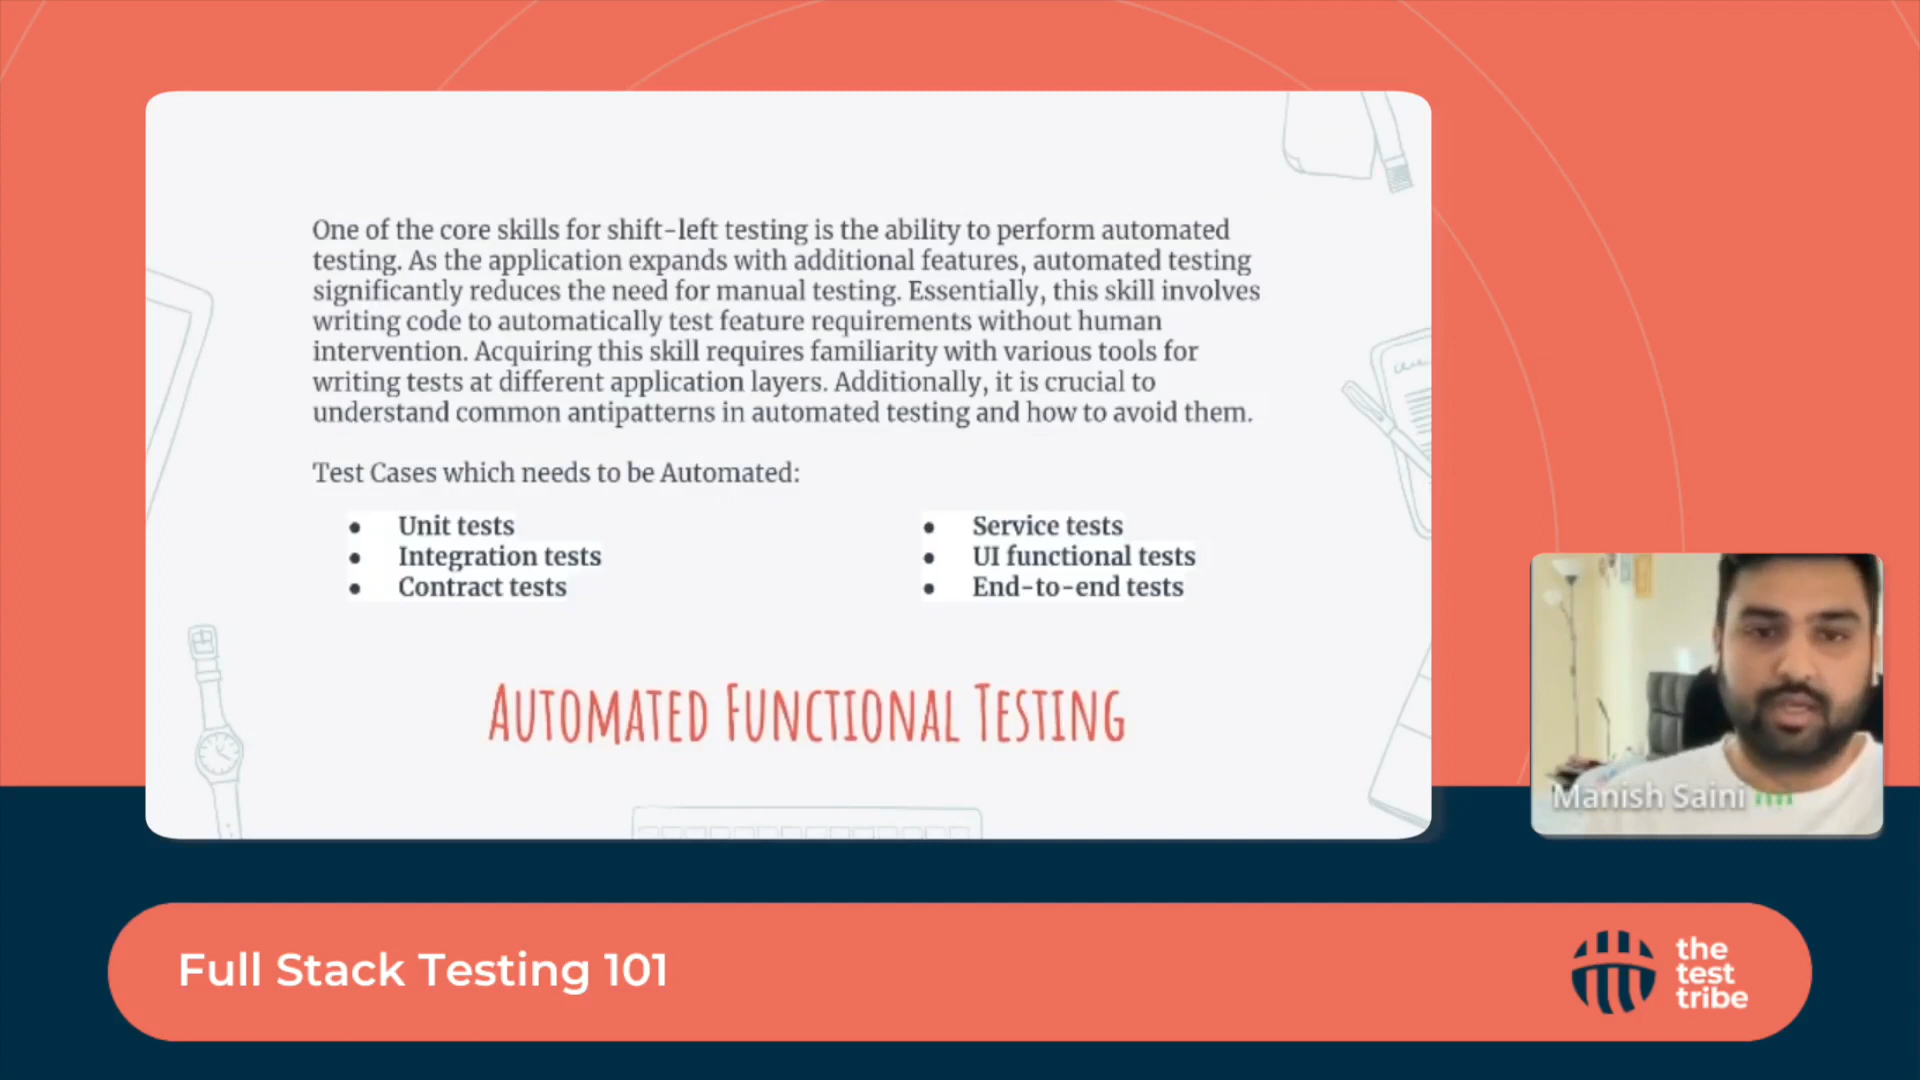 One of the core skills for shift-left testing is the ability to perform automated
testing. As the application expands with additional features, automated testing
significantly reduces the need for manual testing. Essentially, this skill involves
writing code to automatically test feature requirements without human
intervention. Acquiring this skill requires familiarity with various tools for
writing tests at different application layers. Additionally, it is crucial to
understand common antipatterns in automated testing and how to avoid them.
Test Cases which needs to be Automated:
• Unit tests
• Integration tests
• Contract tests
• Service tests
• UI functional tests
• End-to-end tests
AUTOMATED FUNCTIONAL TESTING
Manish Saini
Full Stack Testing 101
the
test
tribe